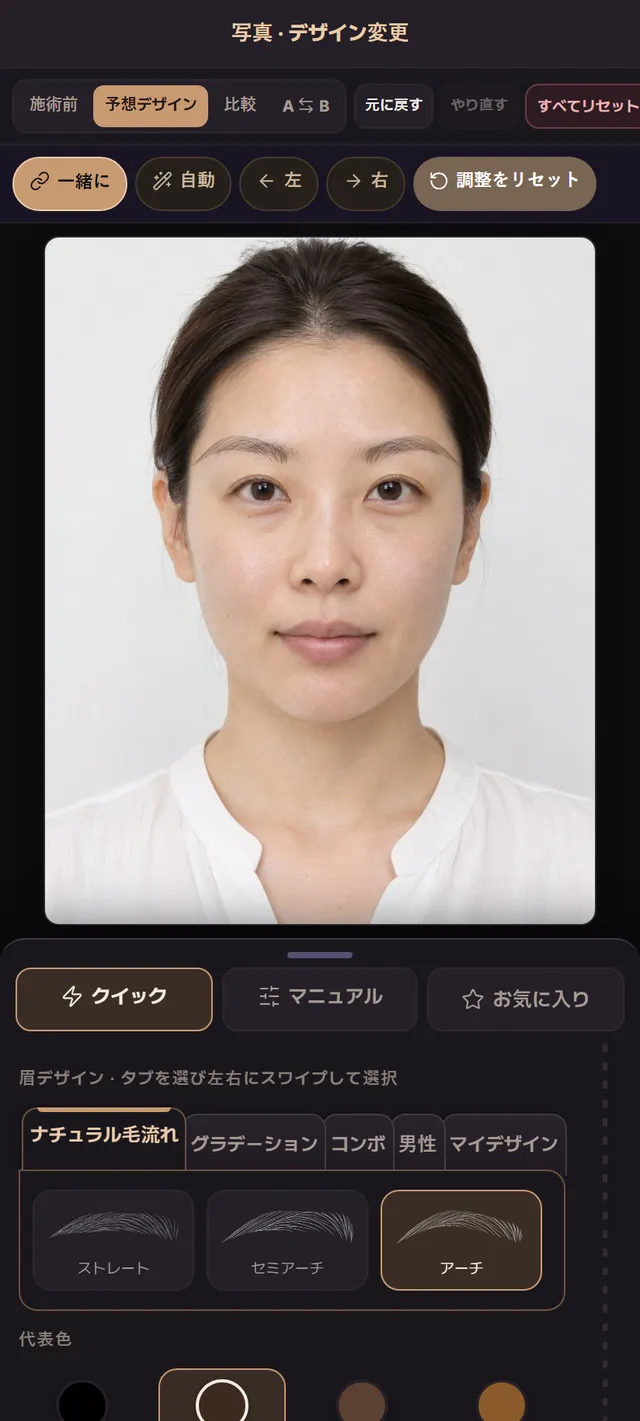 写真 · デザイン変更
施術前 予想デザイン 比較 A ⇆ B 元に戻す やり直す すべてリセット
一緒に 自動 ← 左 → 右 調整をリセット
クイック マニュアル お気に入り
眉デザイン · タブを選び左右にスワイプして選択
ナチュラル毛流れ グラデーション コンボ 男性 マイデザイン
ストレート セミアーチ アーチ
代表色